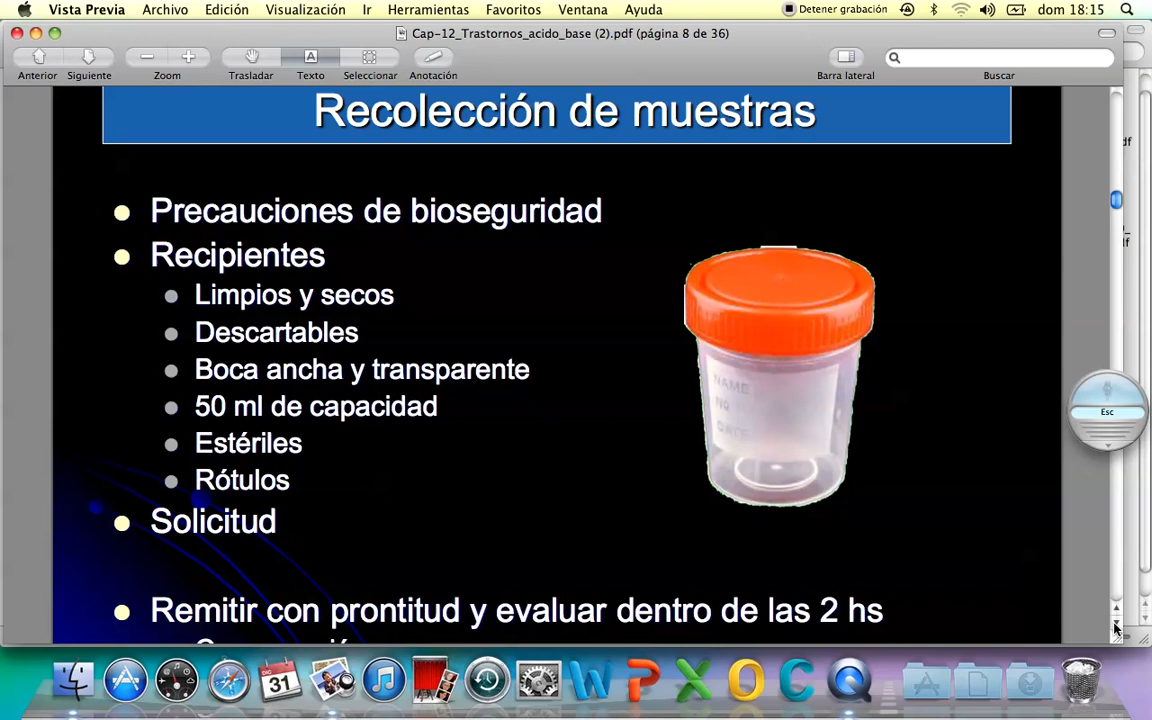 Vista Previa Archivo Edición Visualización Ir Herramientas Favoritos Ventana Ayuda Detener grabación dom 18:15
Cap-12_Trastornos_acido_base (2).pdf (página 8 de 36)
Anterior Siguiente Zoom Trasladar Texto Seleccionar Anotación Barra lateral Buscar
Recolección de muestras
Precauciones de bioseguridad
Recipientes
Limpios y secos
Descartables
Boca ancha y transparente
50 ml de capacidad
Estériles
Rótulos
Solicitud
Remitir con prontitud y evaluar dentro de las 2 hs
NAME
NO
DATE
Esc
df
df
31